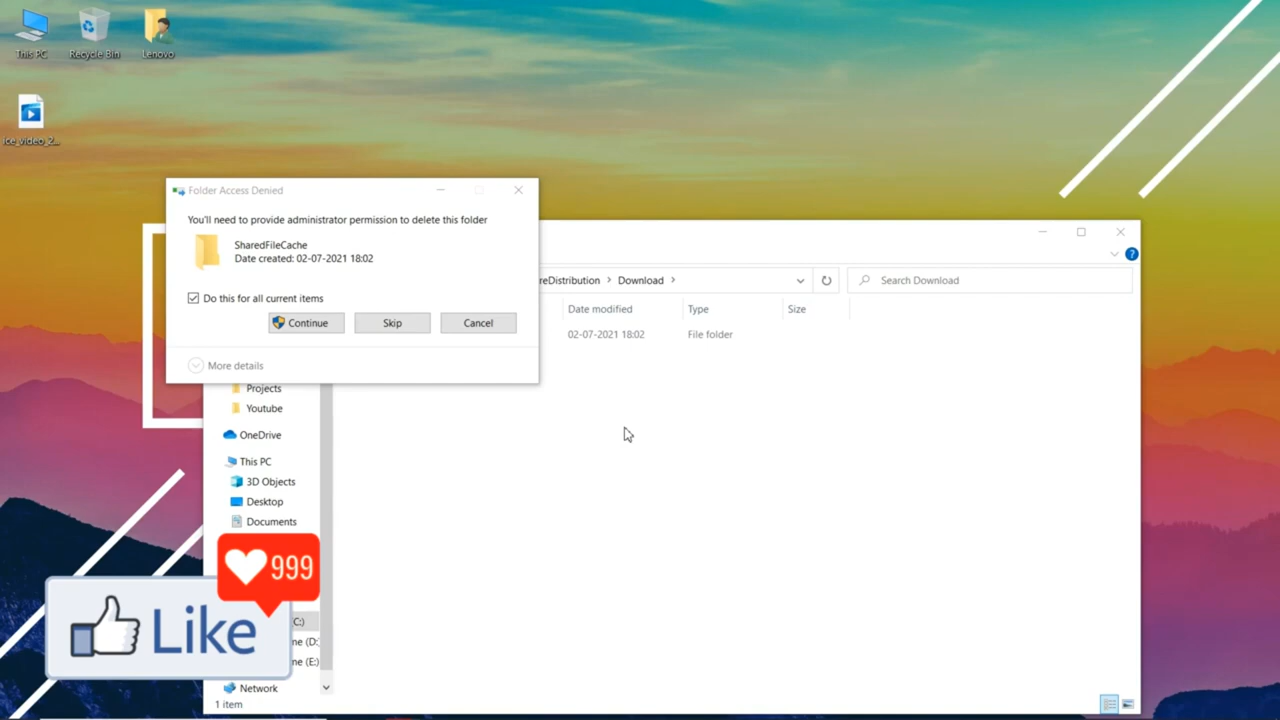 This PC
Recycle Bin
Lenovo
ice_video_2...
Folder Access Denied
You'll need to provide administrator permission to delete this folder
SharedFileCache
Date created: 02-07-2021 18:02
Do this for all current items
Continue
Skip
Cancel
More details
reDistribution > Download >
Search Download
Date modified
Type
Size
02-07-2021 18:02
File folder
Projects
Youtube
OneDrive
This PC
3D Objects
Desktop
Documents
999
Like
C:)
ne (D:
ne (E:)
Network
1 item